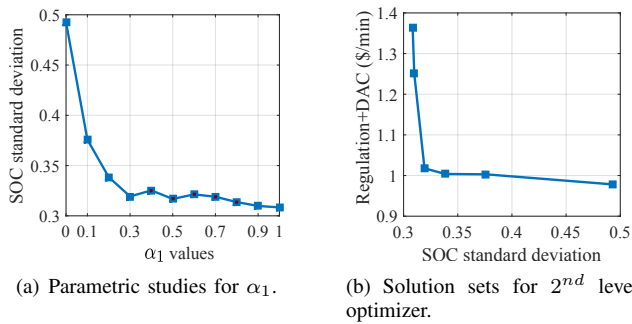 0.5
0.45
0.4
0.35
0.3
SOC standard deviation
0 0.1 0.3 0.5 0.7 0.9 1
α1 values
(a) Parametric studies for α1.
1.4
1.3
1.2
1.1
1
0.9
Regulation+DAC ($/min)
0.3 0.35 0.4 0.45 0.5
SOC standard deviation
(b) Solution sets for 2nd leve
optimizer.